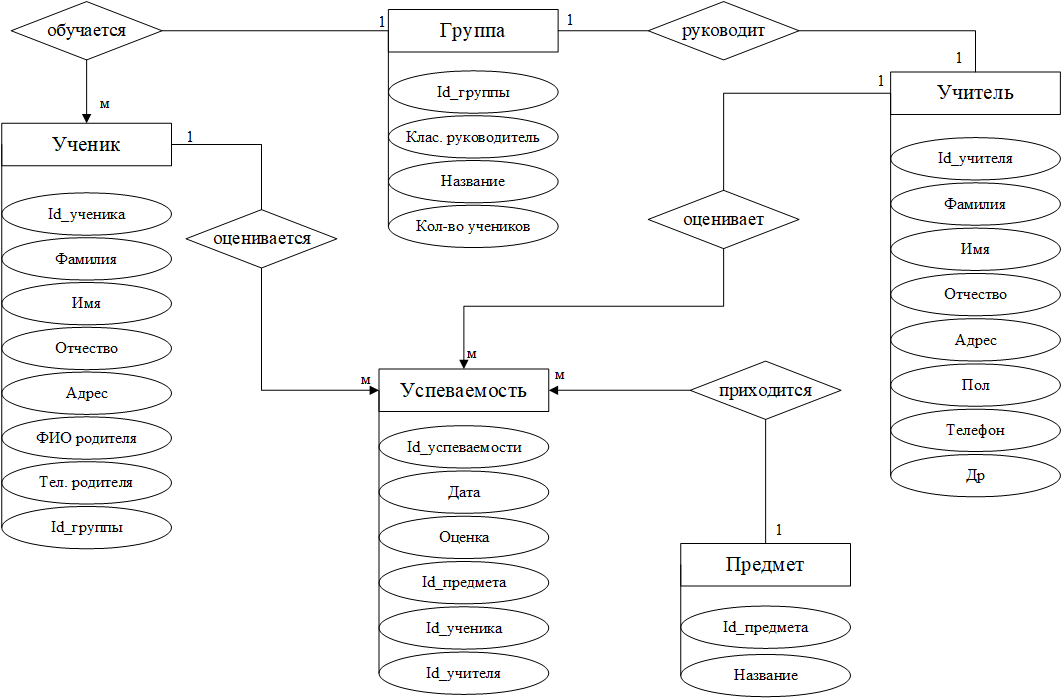 обучается
1
Группа
1
руководит
1
м
Id_группы
Клас. руководитель
Название
Кол-во учеников
1
Учитель
Id_учителя
Фамилия
Имя
Отчество
Адрес
Пол
Телефон
Др
Ученик
1
Id_ученика
Фамилия
Имя
Отчество
Адрес
ФИО родителя
Тел. родителя
Id_группы
оценивается
оценивает
м
м
Успеваемость
м
приходится
Id_успеваемости
Дата
Оценка
Id_предмета
Id_ученика
Id_учителя
1
Предмет
Id_предмета
Название